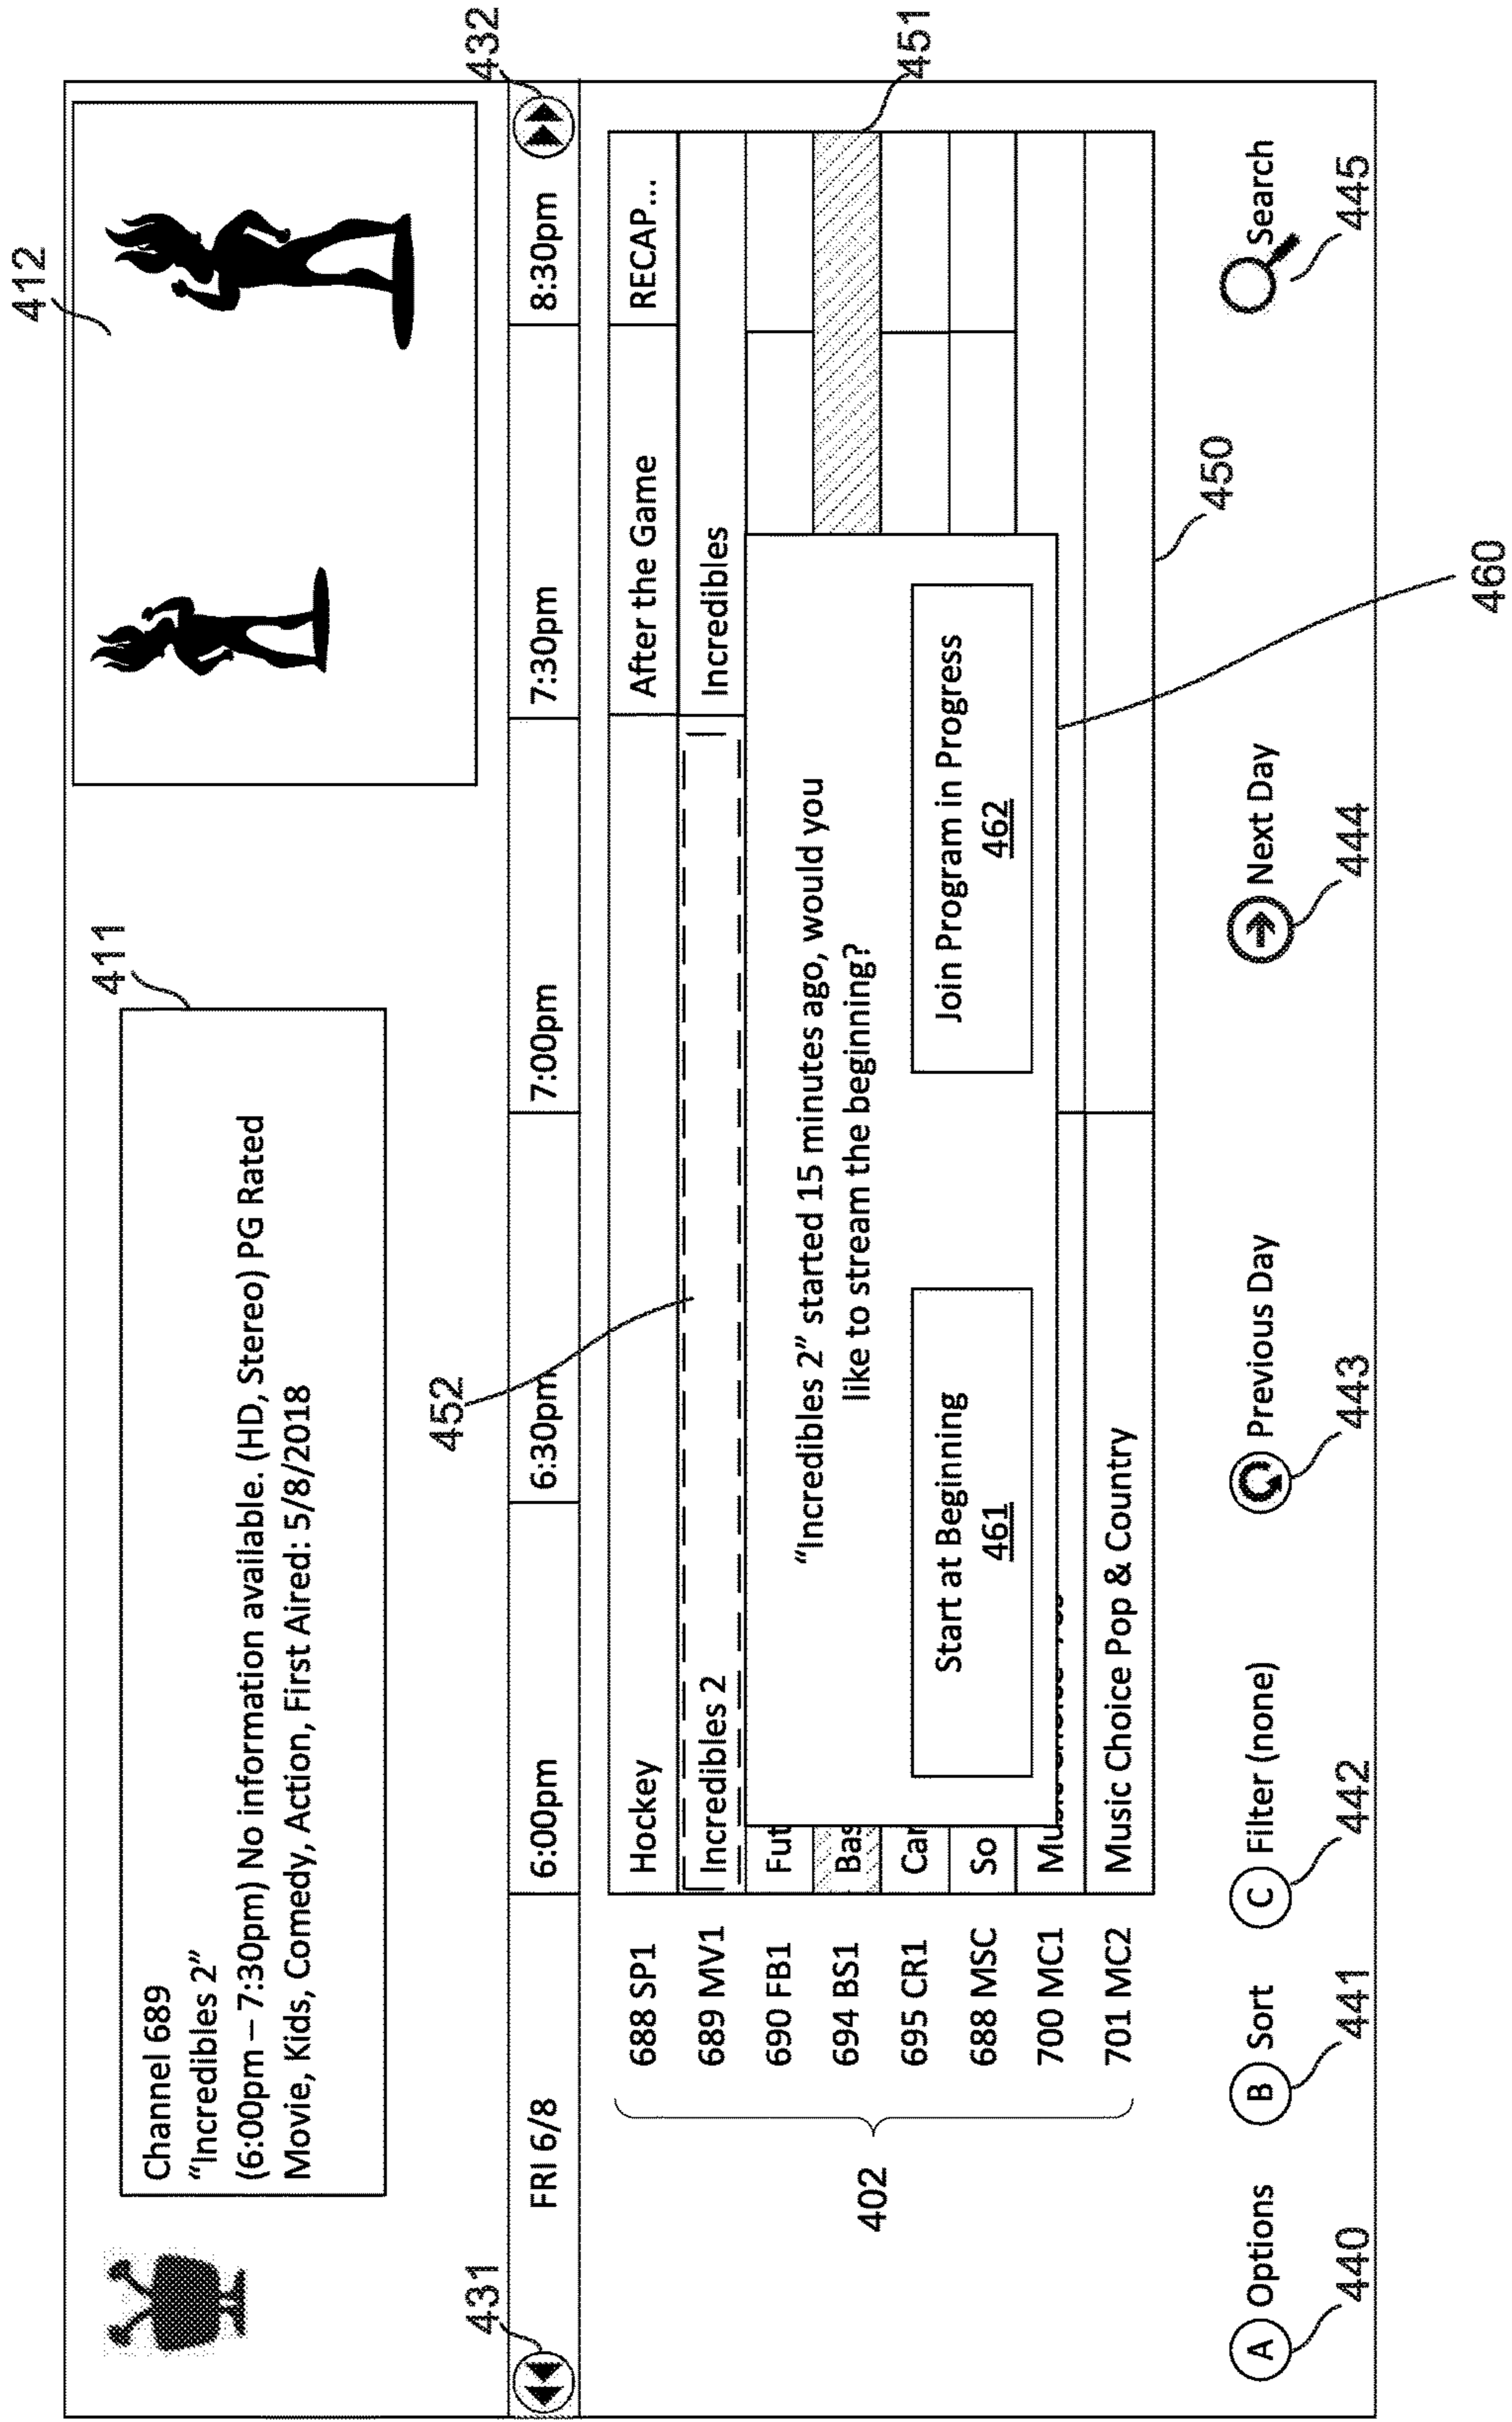 412
411
Channel 689
“Incredibles 2”
(6:00pm – 7:30pm) No information available. (HD, Stereo) PG Rated
Movie, Kids, Comedy, Action, First Aired: 5/8/2018
431
452
432
FRI 6/8 6:00pm 6:30pm 7:00pm 7:30pm 8:30pm
688 SP1 Hockey After the Game RECAP...
689 MV1 Incredibles 2 Incredibles
690 FB1 Fut
694 BS1 Bas
695 CR1 Car
688 MSC So
700 MC1
701 MC2 Music Choice Pop & Country
402
451
“Incredibles 2” started 15 minutes ago, would you
like to stream the beginning?
Start at Beginning
461
Join Program in Progress
462
450
460
A Options
B Sort
C Filter (none)
Previous Day
Next Day
Search
440
441
442
443
444
445